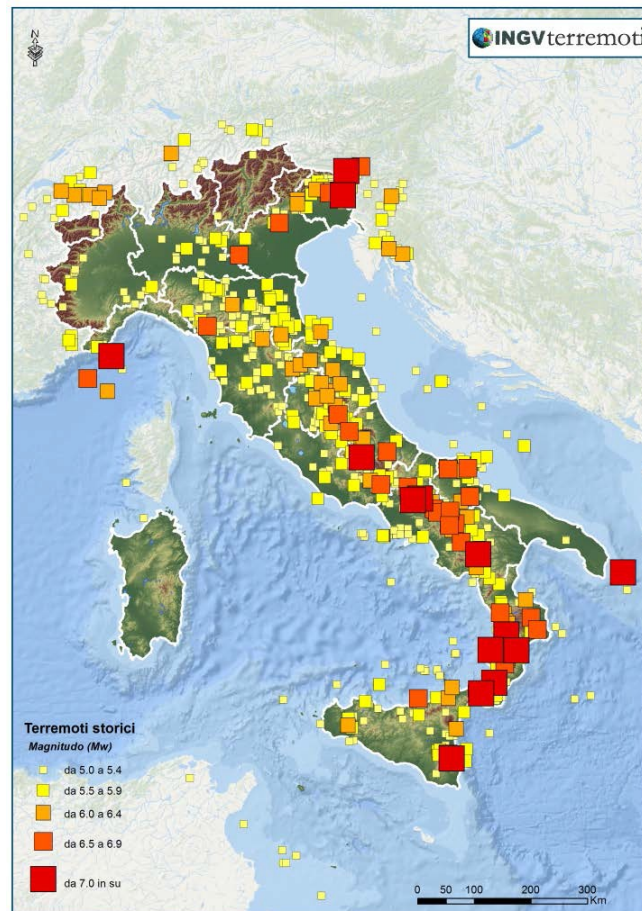 N
INGVterremoti
Terremoti storici
Magnitudo (Mw)
da 5.0 a 5.4
da 5.5 a 5.9
da 6.0 a 6.4
da 6.5 a 6.9
da 7.0 in su
0 100 200 300
Km